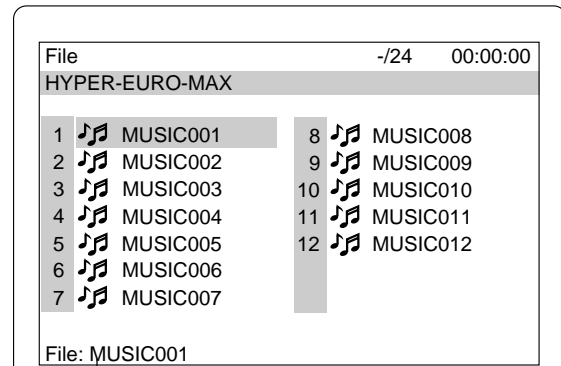 File -/24 00:00:00
HYPER-EURO-MAX
1 MUSIC001
2 MUSIC002
3 MUSIC003
4 MUSIC004
5 MUSIC005
6 MUSIC006
7 MUSIC007
8 MUSIC008
9 MUSIC009
10 MUSIC010
11 MUSIC011
12 MUSIC012
File: MUSIC001